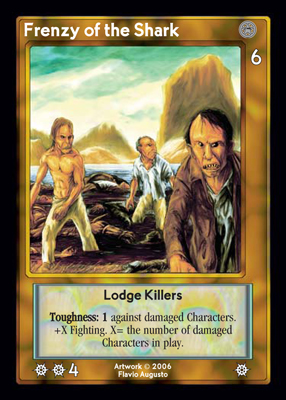 Frenzy of the Shark
6
Lodge Killers
Toughness: 1 against damaged Characters.
+X Fighting. X= the number of damaged
Characters in play.
4
Artwork © 2006
Flavio Augusto